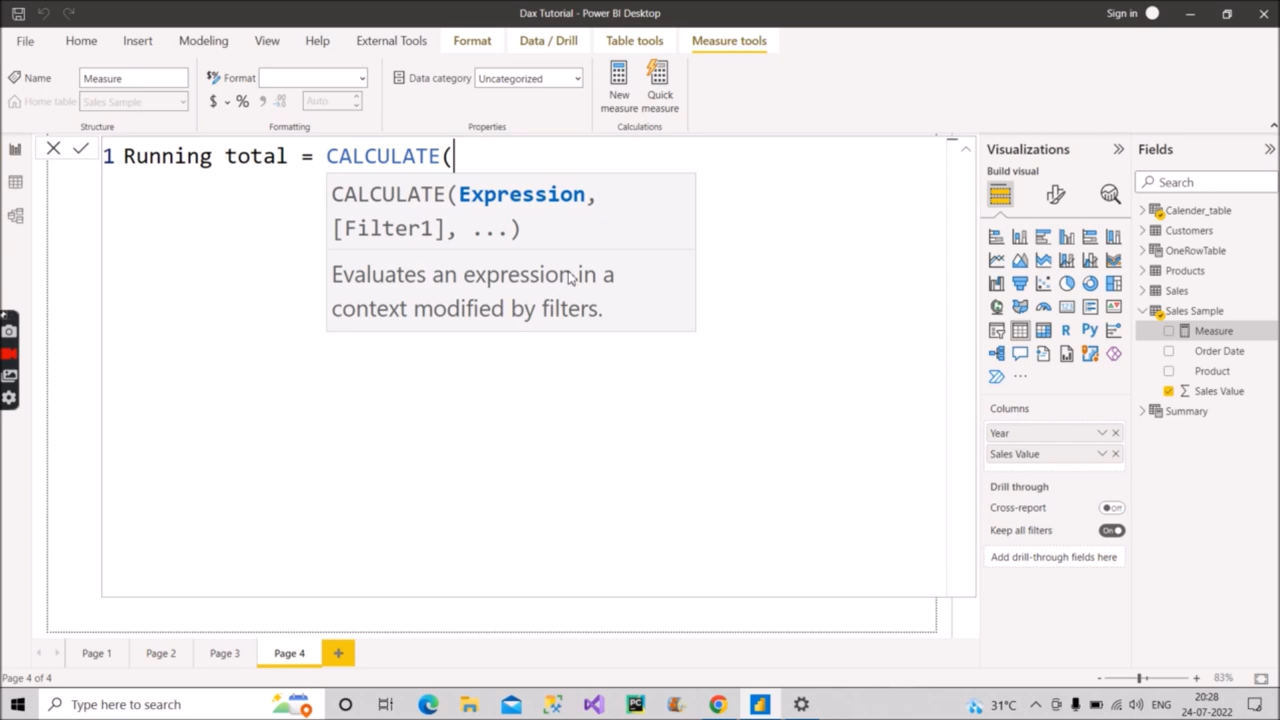 Dax Tutorial - Power BI Desktop
Sign in
File Home Insert Modeling View Help External Tools Format Data / Drill Table tools Measure tools
Name Measure
Format
Data category Uncategorized
New measure
Quick measure
Home table Sales Sample
$ % 9 Auto
Structure Formatting Properties Calculations
1 Running total = CALCULATE(
CALCULATE(Expression,
[Filter1], ...)
Evaluates an expression in a
context modified by filters.
Visualizations
Build visual
R Py
...
Columns
Year
Sales Value
Drill through
Cross-report Off
Keep all filters On
Add drill-through fields here
Fields
Search
Calender_table
Customers
OneRowTable
Products
Sales
Sales Sample
Measure
Order Date
Product
Sales Value
Summary
Page 1 Page 2 Page 3 Page 4 +
Page 4 of 4
83%
Type here to search
PC
31°C
ENG
20:28
24-07-2022